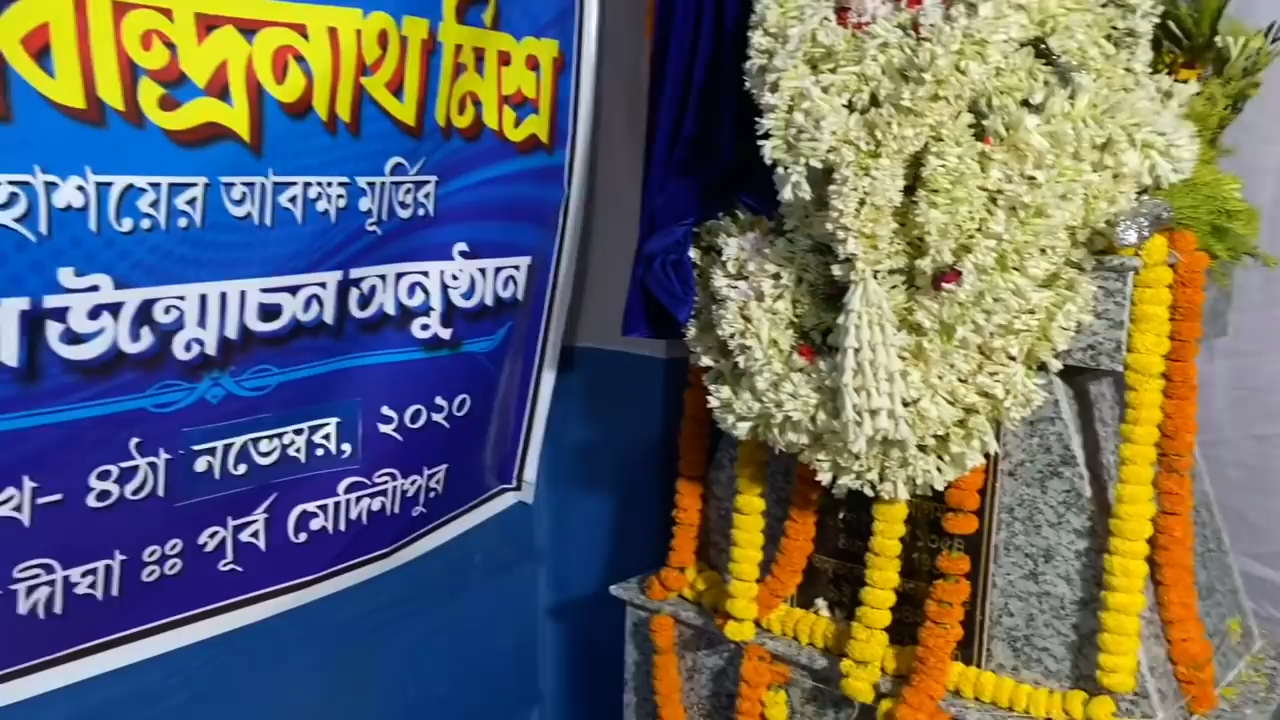 বীন্দ্রনাথ মিশ্র
হাশয়ের আবক্ষ মূর্ত্তির
উন্মোচন অনুষ্ঠান
খ- ৪ঠা নভেম্বর, ২০২০
দীঘা ঃঃ পূর্ব মেদিনীপুর